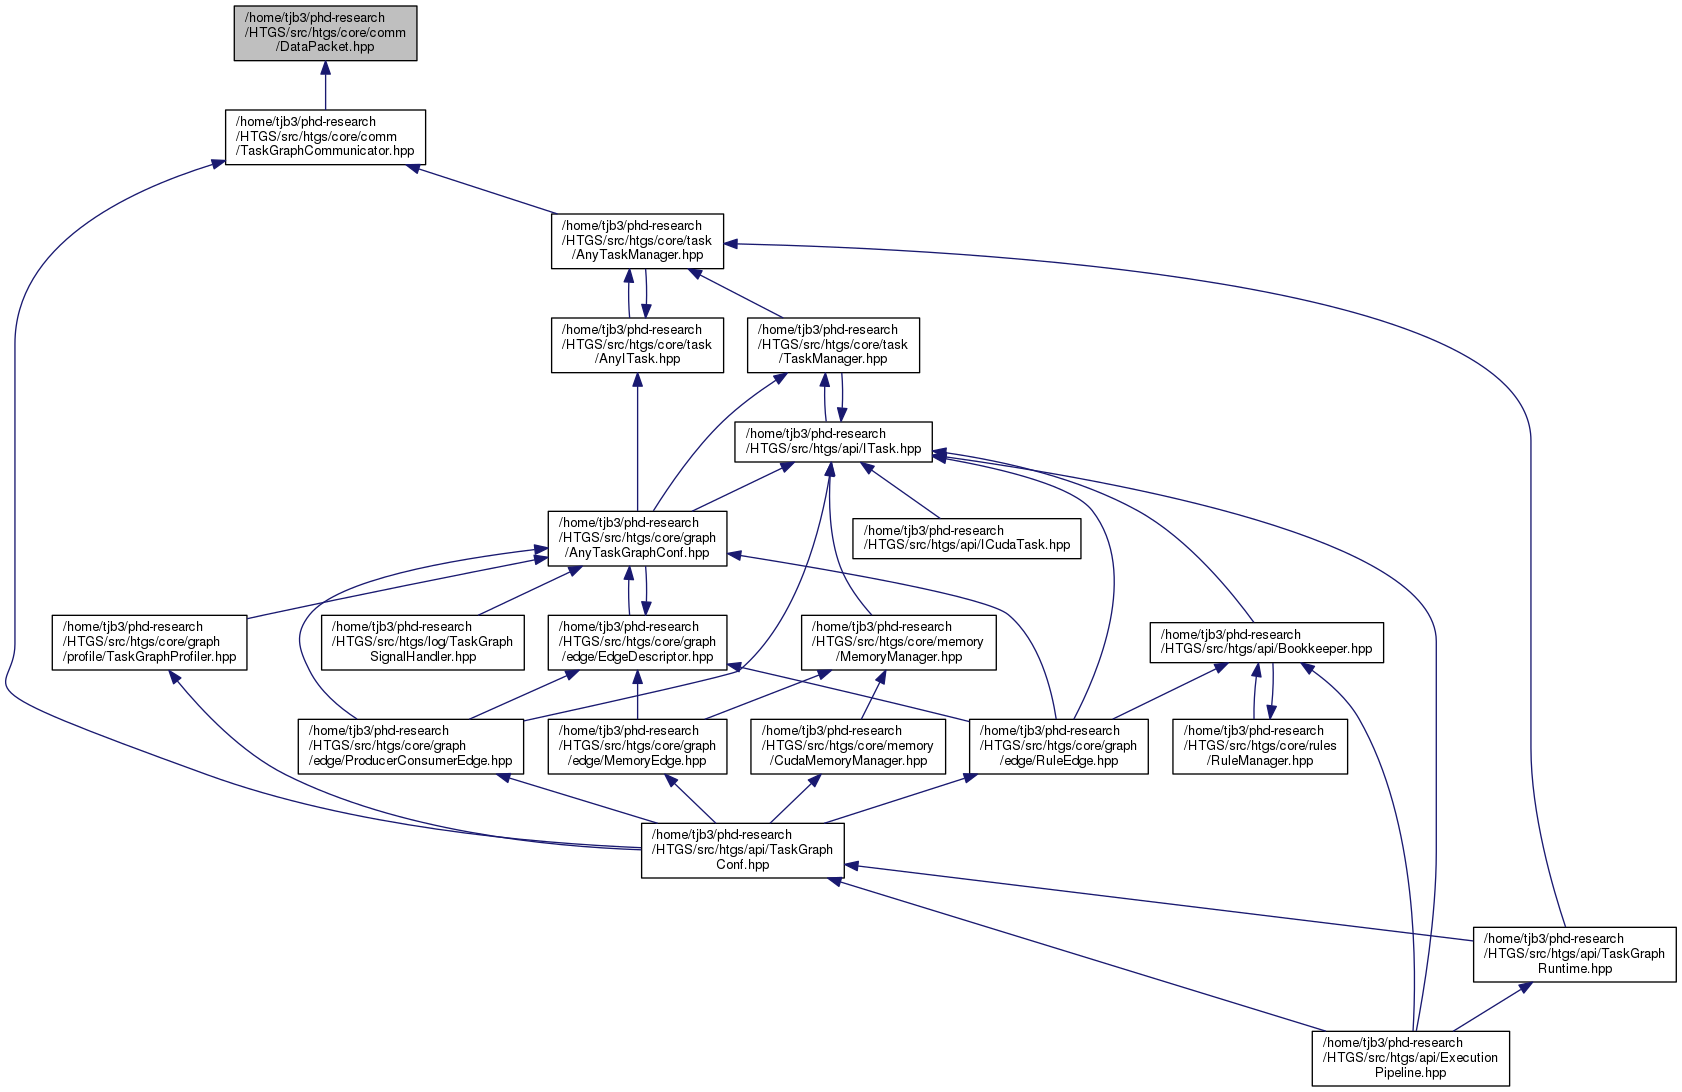 /home/tjb3/phd-research
/HTGS/src/htgs/core/comm
/DataPacket.hpp
/home/tjb3/phd-research
/HTGS/src/htgs/core/comm
/TaskGraphCommunicator.hpp
/home/tjb3/phd-research
/HTGS/src/htgs/core/task
/AnyTaskManager.hpp
/home/tjb3/phd-research
/HTGS/src/htgs/core/task
/AnyITask.hpp
/home/tjb3/phd-research
/HTGS/src/htgs/core/task
/TaskManager.hpp
/home/tjb3/phd-research
/HTGS/src/htgs/api/ITask.hpp
/home/tjb3/phd-research
/HTGS/src/htgs/core/graph
/AnyTaskGraphConf.hpp
/home/tjb3/phd-research
/HTGS/src/htgs/api/ICudaTask.hpp
/home/tjb3/phd-research
/HTGS/src/htgs/core/graph
/profile/TaskGraphProfiler.hpp
/home/tjb3/phd-research
/HTGS/src/htgs/log/TaskGraph
SignalHandler.hpp
/home/tjb3/phd-research
/HTGS/src/htgs/core/graph
edge/EdgeDescriptor.hpp
/home/tjb3/phd-research
/HTGS/src/htgs/core/memory
/MemoryManager.hpp
/home/tjb3/phd-research
/HTGS/src/htgs/api/Bookkeeper.hpp
/home/tjb3/phd-research
/HTGS/src/htgs/core/graph
/edge/ProducerConsumerEdge.hpp
/home/tjb3/phd-research
/HTGS/src/htgs/core/graph
/edge/MemoryEdge.hpp
/home/tjb3/phd-research
/HTGS/src/htgs/core/memory
/CudaMemoryManager.hpp
/home/tjb3/phd-research
/HTGS/src/htgs/core/graph
/edge/RuleEdge.hpp
/home/tjb3/phd-research
/HTGS/src/htgs/core/rules
/RuleManager.hpp
/home/tjb3/phd-research
/HTGS/src/htgs/api/TaskGraph
Conf.hpp
/home/tjb3/phd-research
/HTGS/src/htgs/api/TaskGraph
Runtime.hpp
/home/tjb3/phd-research
/HTGS/src/htgs/api/Execution
Pipeline.hpp